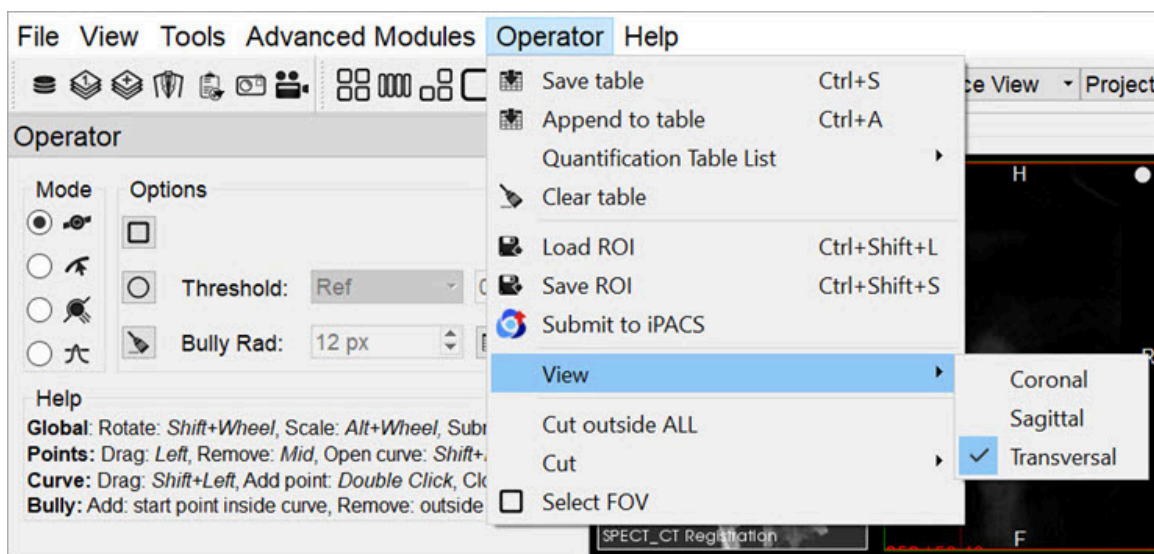 File View Tools Advanced Modules Operator Help
ce View Project
Operator
Mode Options
Threshold: Ref
Bully Rad: 12 px
Help
Global: Rotate: Shift+Wheel, Scale: Alt+Wheel,
Points: Drag: Left, Remove: Mid, Open curve: Shift+
Curve: Drag: Shift+Left, Add point: Double Click,
Bully: Add: start point inside curve, Remove: outside
Save table Ctrl+S
Append to table Ctrl+A
Quantification Table List
Clear table
Load ROI Ctrl+Shift+L
Save ROI Ctrl+Shift+S
Submit to iPACS
View
Cut outside ALL
Cut
Select FOV
Coronal
Sagittal
Transversal
H
SPECT_CT Registration
F